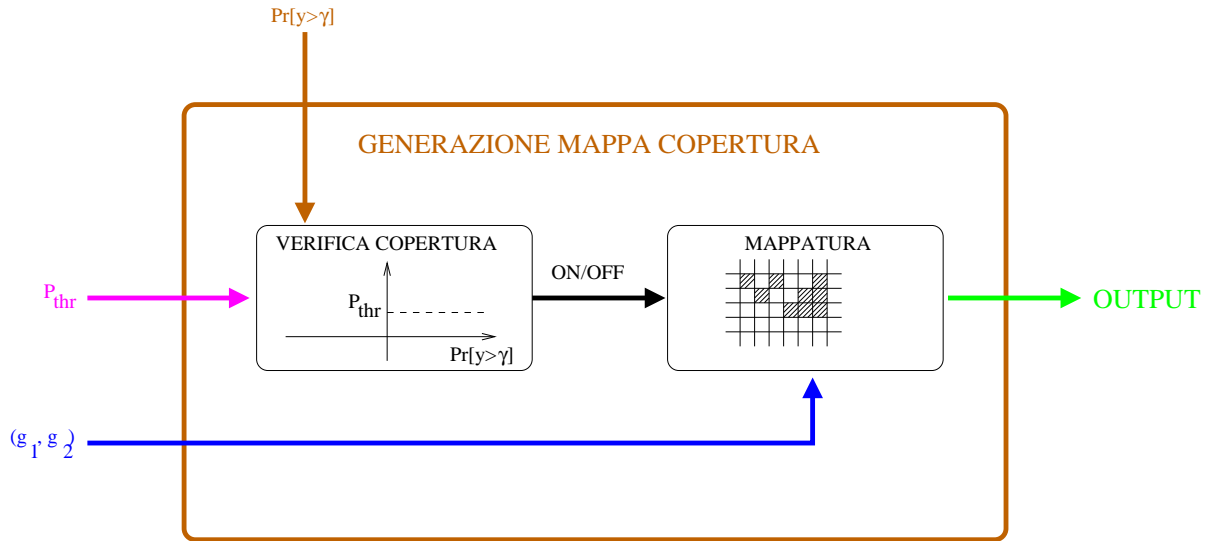 Pr[y>γ]
GENERAZIONE MAPPA COPERTURA
VERIFICA COPERTURA
P_thr
Pr[y>γ]
ON/OFF
MAPPATURA
P_thr
OUTPUT
(g_1, g_2)